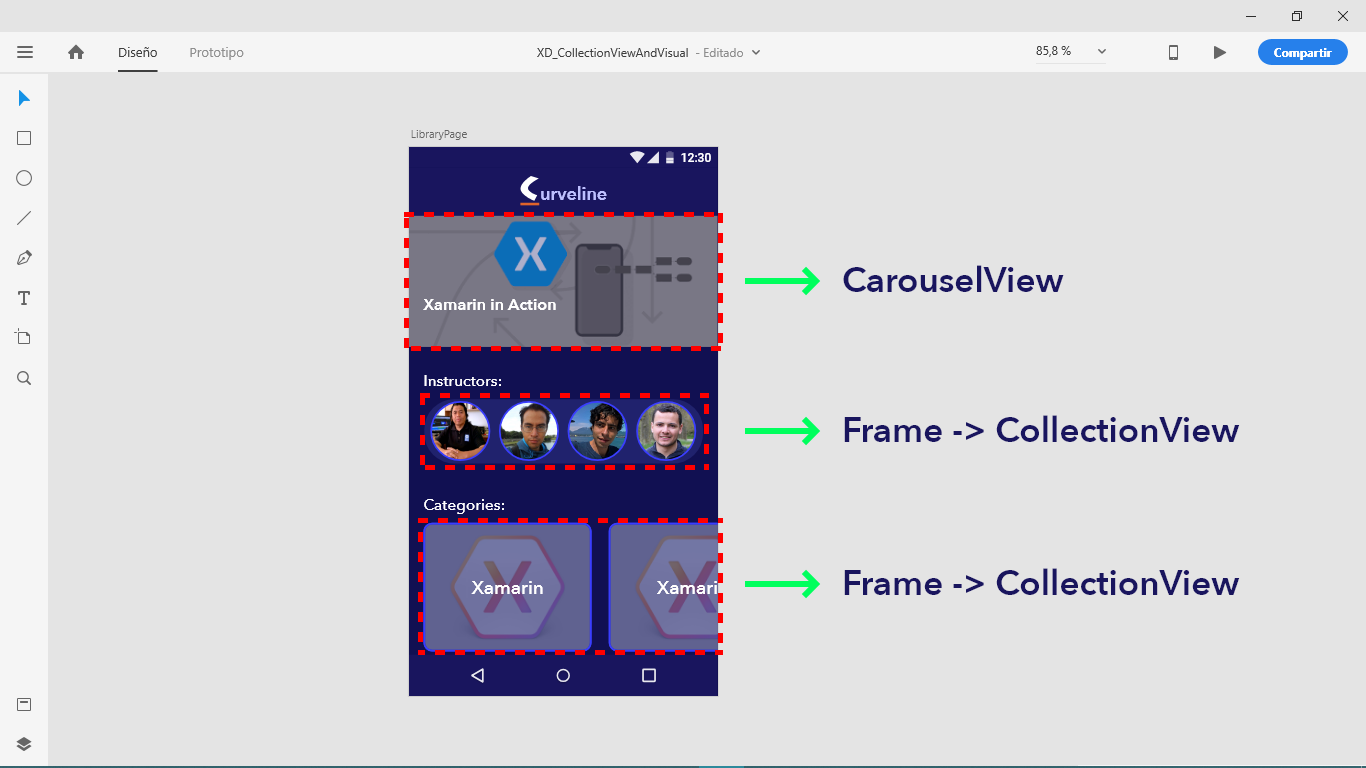 Diseño
Prototipo
XD_CollectionViewAndVisual - Editado
85,8 %
Compartir
LibraryPage
12:30
Curveline
Xamarin in Action
CarouselView
Instructors:
Frame -> CollectionView
Categories:
Xamarin
Xamari
Frame -> CollectionView